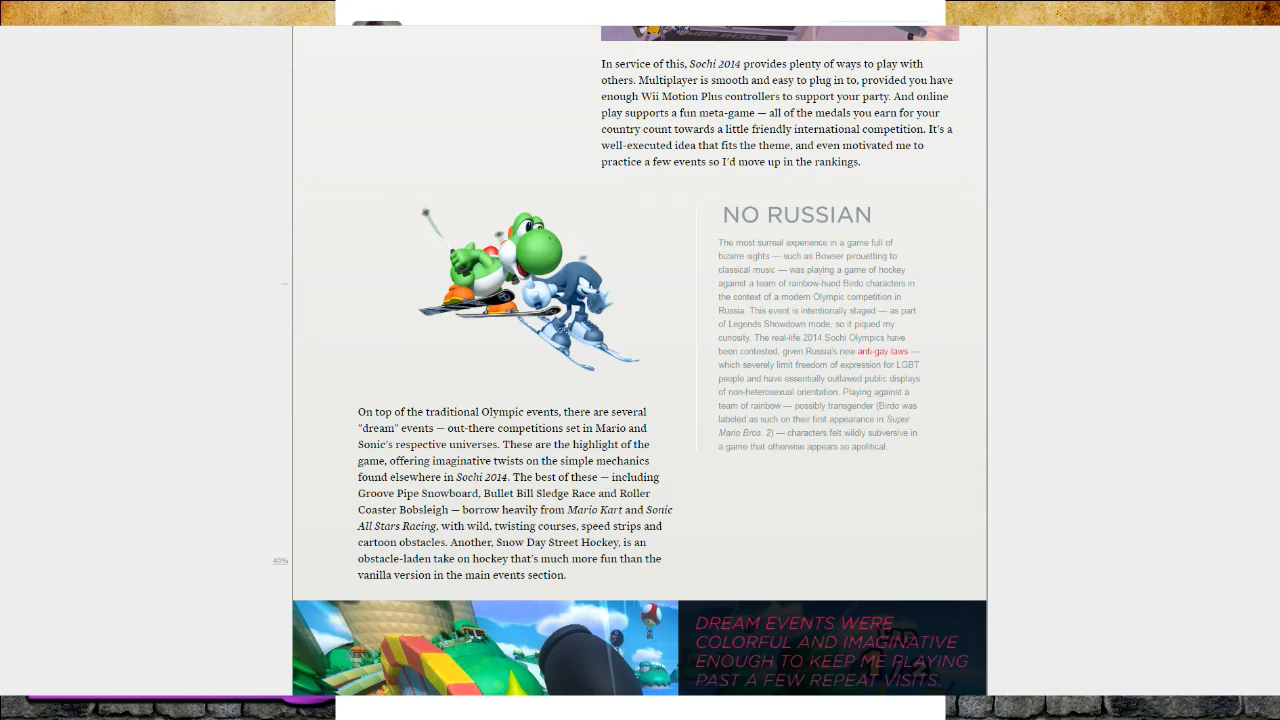 In service of this, Sochi 2014 provides plenty of ways to play with
others. Multiplayer is smooth and easy to plug in to, provided you have
enough Wii Motion Plus controllers to support your party. And online
play supports a fun meta-game — all of the medals you earn for your
country count towards a little friendly international competition. It's a
well-executed idea that fits the theme, and even motivated me to
practice a few events so I'd move up in the rankings.
NO RUSSIAN
The most surreal experience in a game full of
bizarre sights — such as Bowser pirouetting to
classical music — was playing a game of hockey
against a team of rainbow-hued Birdo characters in
the context of a modern Olympic competition in
Russia. This event is intentionally staged — as part
of Legends Showdown mode, so it piqued my
curiosity. The real-life 2014 Sochi Olympics have
been contested, given Russia's new anti-gay laws —
which severely limit freedom of expression for LGBT
people and have essentially outlawed public displays
of non-heterosexual orientation. Playing against a
team of rainbow — possibly transgender (Birdo was
labeled as such on their first appearance in Super
Mario Bros. 2) — characters felt wildly subversive in
a game that otherwise appears so apolitical.
On top of the traditional Olympic events, there are several
"dream" events — out-there competitions set in Mario and
Sonic's respective universes. These are the highlight of the
game, offering imaginative twists on the simple mechanics
found elsewhere in Sochi 2014. The best of these — including
Groove Pipe Snowboard, Bullet Bill Sledge Race and Roller
Coaster Bobsleigh — borrow heavily from Mario Kart and Sonic
All Stars Racing, with wild, twisting courses, speed strips and
cartoon obstacles. Another, Snow Day Street Hockey, is an
obstacle-laden take on hockey that's much more fun than the
vanilla version in the main events section.
40%
DREAM EVENTS WERE
COLORFUL AND IMAGINATIVE
ENOUGH TO KEEP ME PLAYING
PAST A FEW REPEAT VISITS.